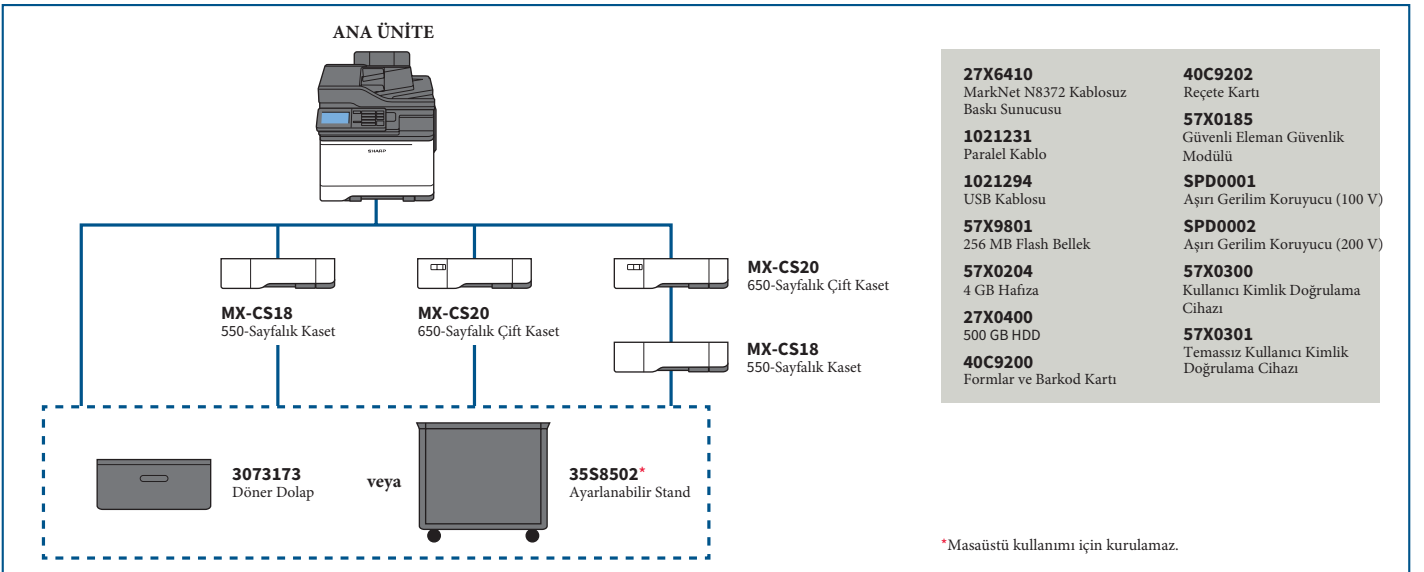 ANA ÜNİTE
SHARP
MX-CS18
550-Sayfalık Kaset
MX-CS20
650-Sayfalık Çift Kaset
MX-CS20
650-Sayfalık Çift Kaset
MX-CS18
550-Sayfalık Kaset
3073173
Döner Dolap
veya
35S8502*
Ayarlanabilir Stand
27X6410
MarkNet N8372 Kablosuz
Baskı Sunucusu
1021231
Paralel Kablo
1021294
USB Kablosu
57X9801
256 MB Flash Bellek
57X0204
4 GB Hafıza
27X0400
500 GB HDD
40C9200
Formlar ve Barkod Kartı
40C9202
Reçete Kartı
57X0185
Güvenli Eleman Güvenlik
Modülü
SPD0001
Aşırı Gerilim Koruyucu (100 V)
SPD0002
Aşırı Gerilim Koruyucu (200 V)
57X0300
Kullanıcı Kimlik Doğrulama
Cihazı
57X0301
Temassız Kullanıcı Kimlik
Doğrulama Cihazı
*Masaüstü kullanımı için kurulamaz.